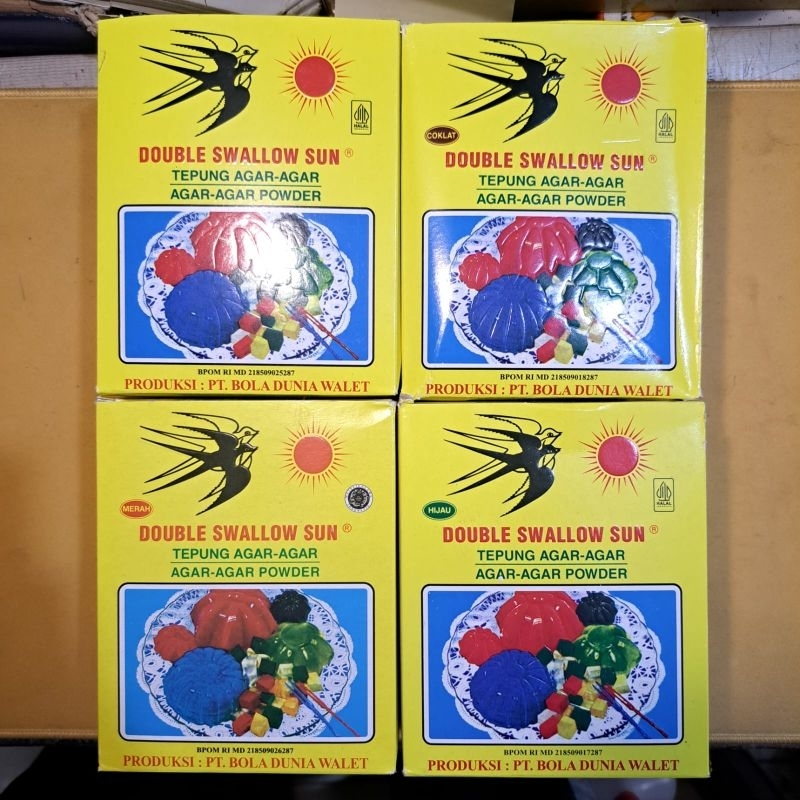 HALAL
DOUBLE SWALLOW SUN ®
TEPUNG AGAR-AGAR
AGAR-AGAR POWDER
BPOM RI MD 218509025287
PRODUKSI : PT. BOLA DUNIA WALET
HALAL
COKLAT
DOUBLE SWALLOW SUN ®
TEPUNG AGAR-AGAR
AGAR-AGAR POWDER
BPOM RI MD 218509018287
PRODUKSI : PT. BOLA DUNIA WALET
MERAH
DOUBLE SWALLOW SUN ®
TEPUNG AGAR-AGAR
AGAR-AGAR POWDER
BPOM RI MD 218509026287
PRODUKSI : PT. BOLA DUNIA WALET
HALAL
HIJAU
DOUBLE SWALLOW SUN ®
TEPUNG AGAR-AGAR
AGAR-AGAR POWDER
BPOM RI MD 218509017287
PRODUKSI : PT. BOLA DUNIA WALET